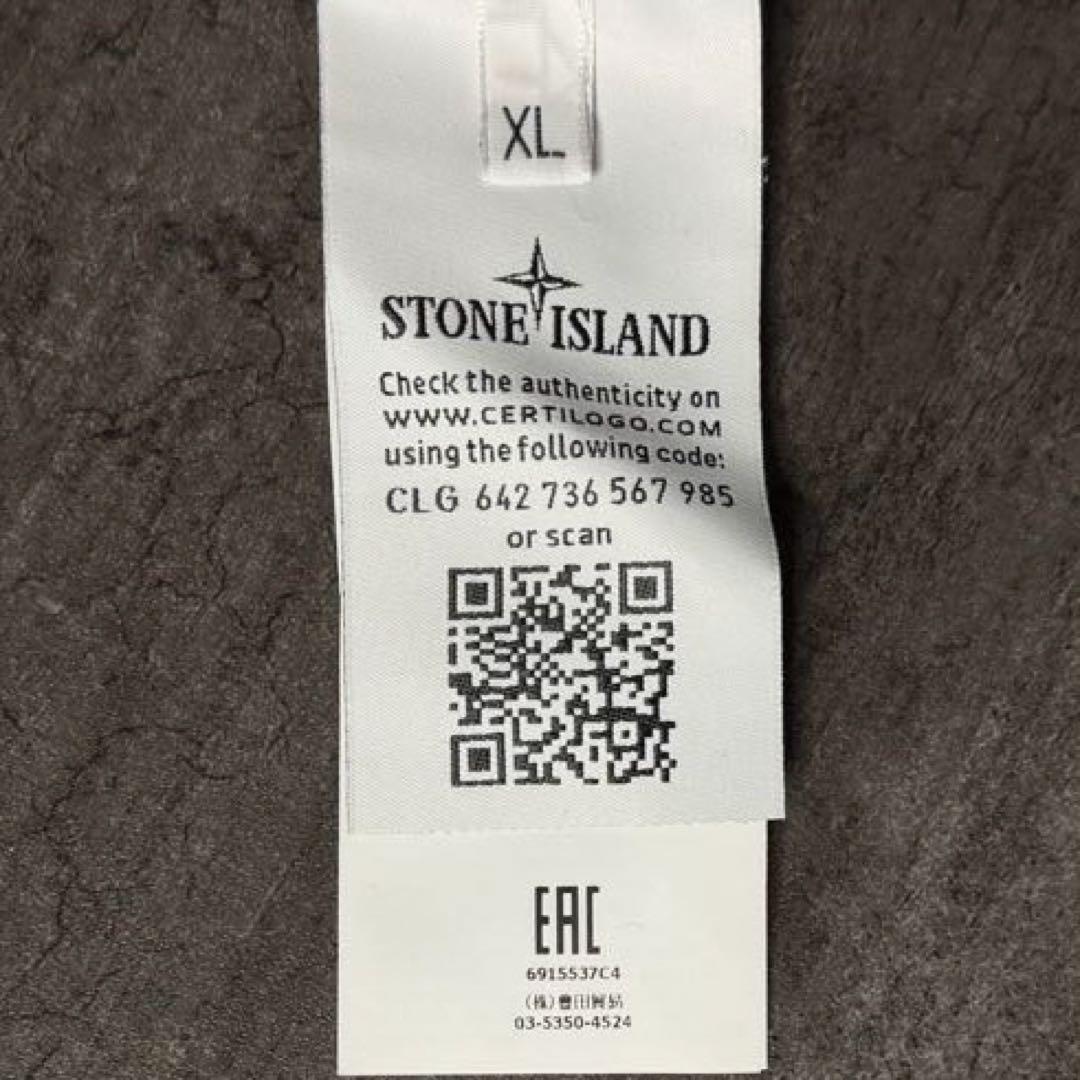 XL
STONE ISLAND
Check the authenticity on
WWW.CERTILOGO.COM
using the following code:
CLG 642 736 567 985
or scan
EAC
6915537C4
(株)豊田貿易
03-5350-4524